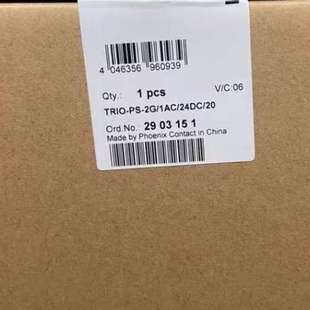 4 046356 960939
Qty.: 1 pcs V/C:06
TRIO-PS-2G/1AC/24DC/20
Ord.No. 29 03 15 1
Made by Phoenix Contact in China